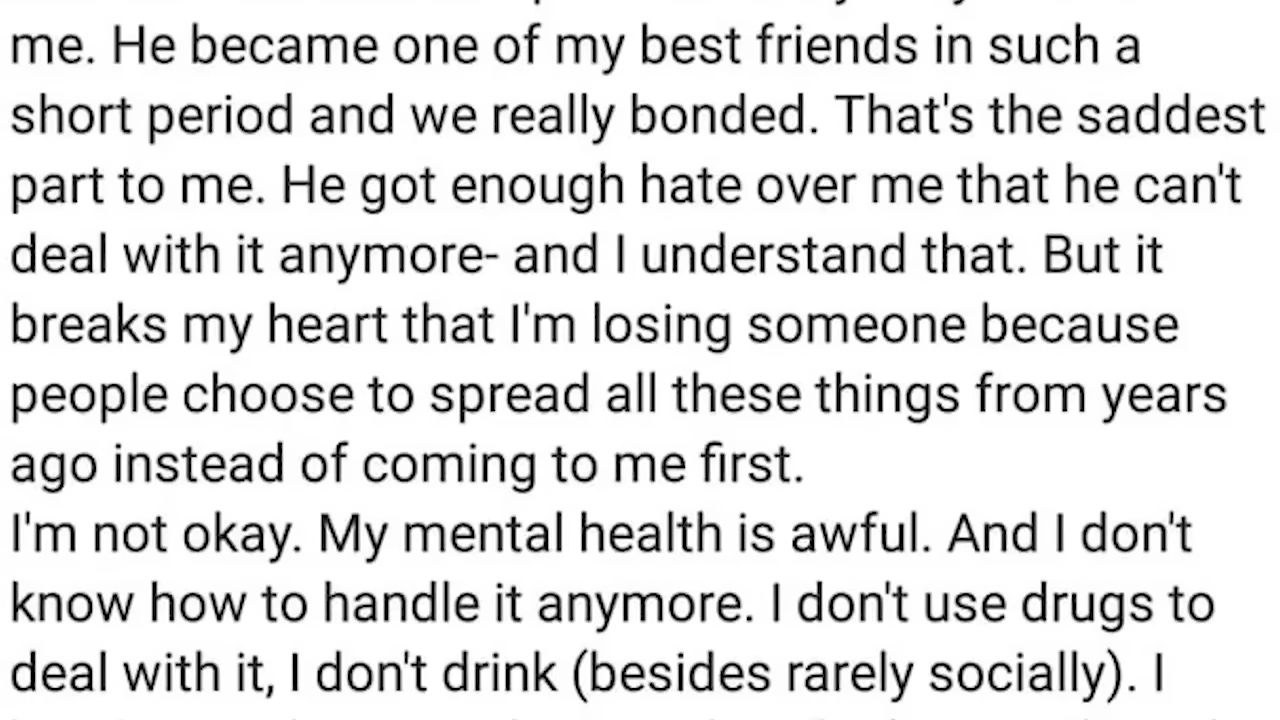 me. He became one of my best friends in such a
short period and we really bonded. That's the saddest
part to me. He got enough hate over me that he can't
deal with it anymore- and I understand that. But it
breaks my heart that I'm losing someone because
people choose to spread all these things from years
ago instead of coming to me first.
I'm not okay. My mental health is awful. And I don't
know how to handle it anymore. I don't use drugs to
deal with it, I don't drink (besides rarely socially). I